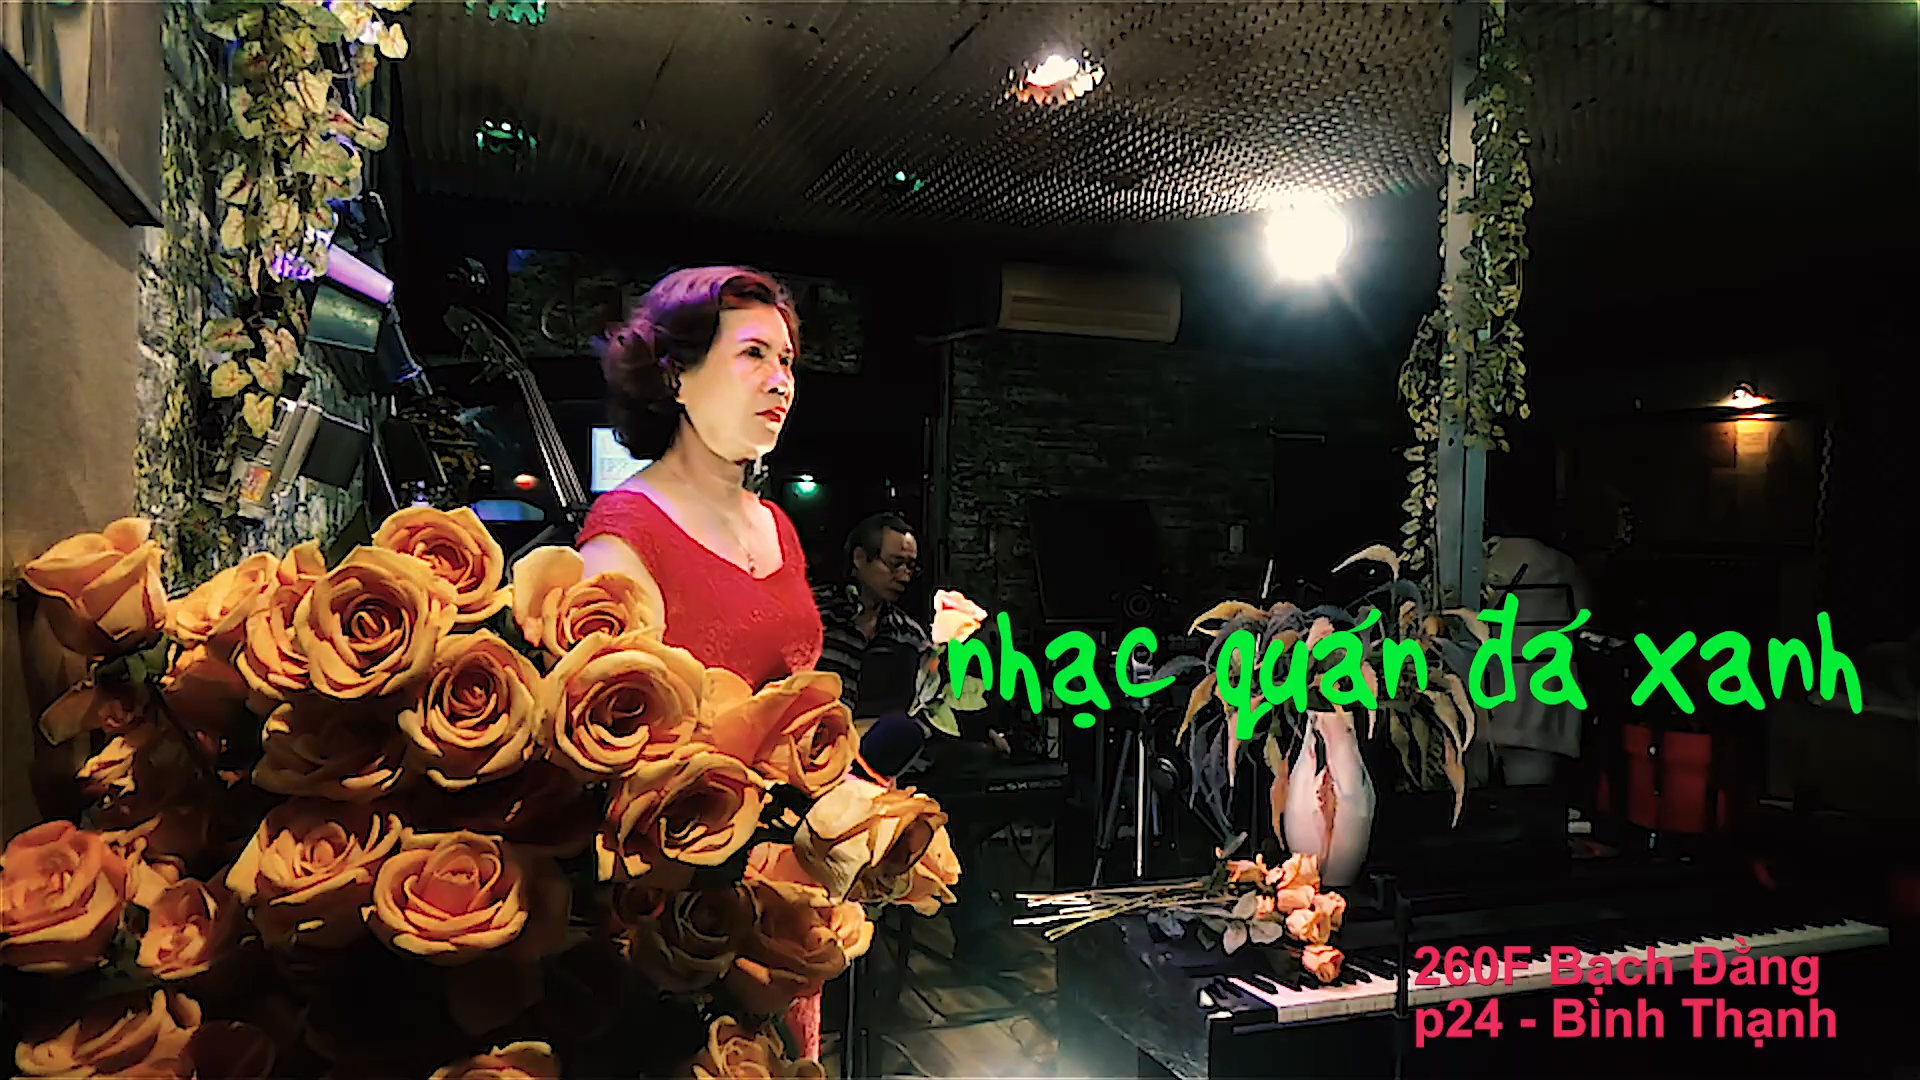 nhạc quán đá xanh
260F Bạch Đằng
p24 - Bình Thạnh